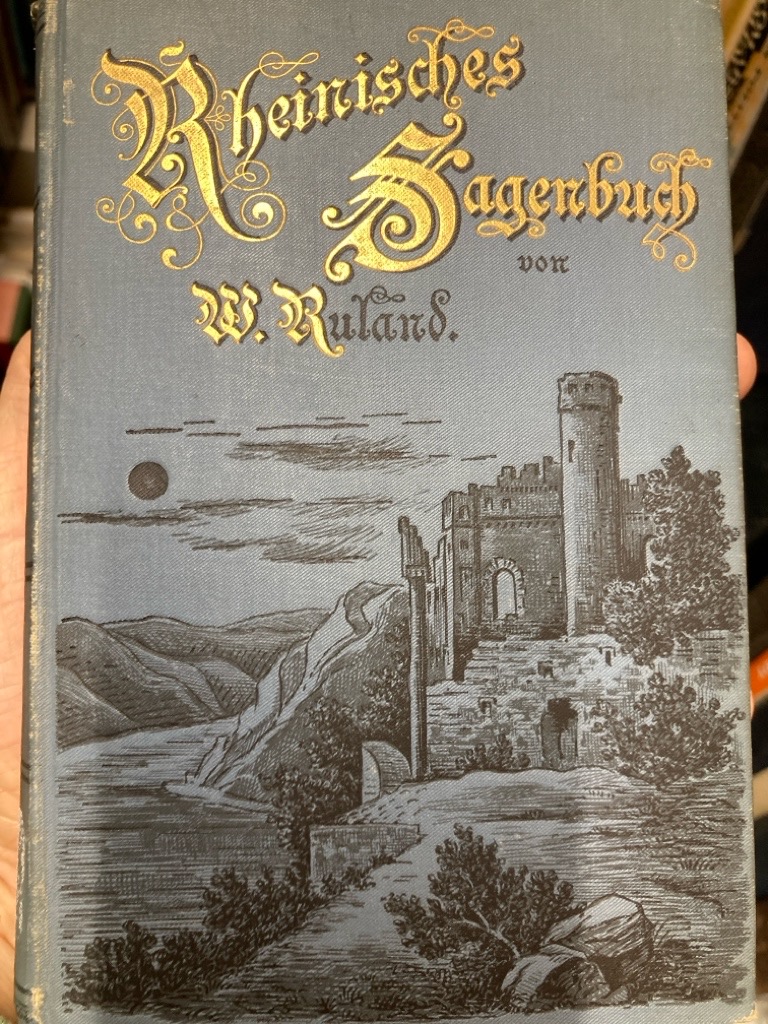 Rheinisches
Sagenbuch
von
W. Ruland.